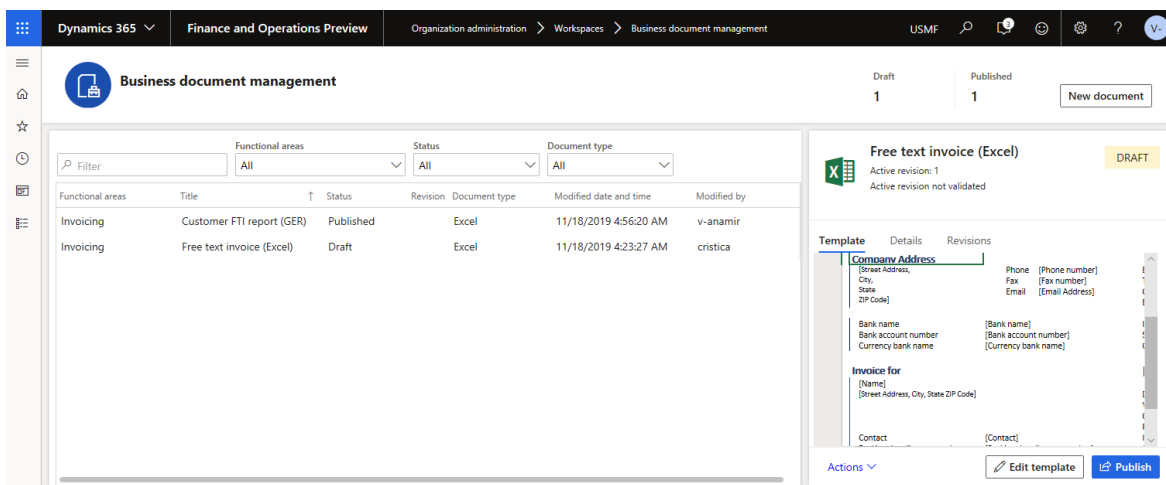 Dynamics 365
Finance and Operations Preview
Organization administration > Workspaces > Business document management
USMF
3
?
V-
Business document management
Draft
1
Published
1
New document
Filter
Functional areas
All
Status
All
Document type
All
Functional areas Title ↑ Status Revision Document type Modified date and time Modified by
Invoicing Customer FTI report (GER) Published Excel 11/18/2019 4:56:20 AM v-anamir
Invoicing Free text invoice (Excel) Draft Excel 11/18/2019 4:23:27 AM cristica
Free text invoice (Excel)
Active revision: 1
Active revision not validated
DRAFT
Template Details Revisions
Company Address
[Street Address, Phone [Phone number]
City, Fax [Fax number]
State Email [Email Address]
ZIP Code]
Bank name [Bank name]
Bank account number [Bank account number]
Currency bank name [Currency bank name]
Invoice for
[Name]
[Street Address, City, State ZIP Code]
Contact [Contact]
Actions
Edit template
Publish